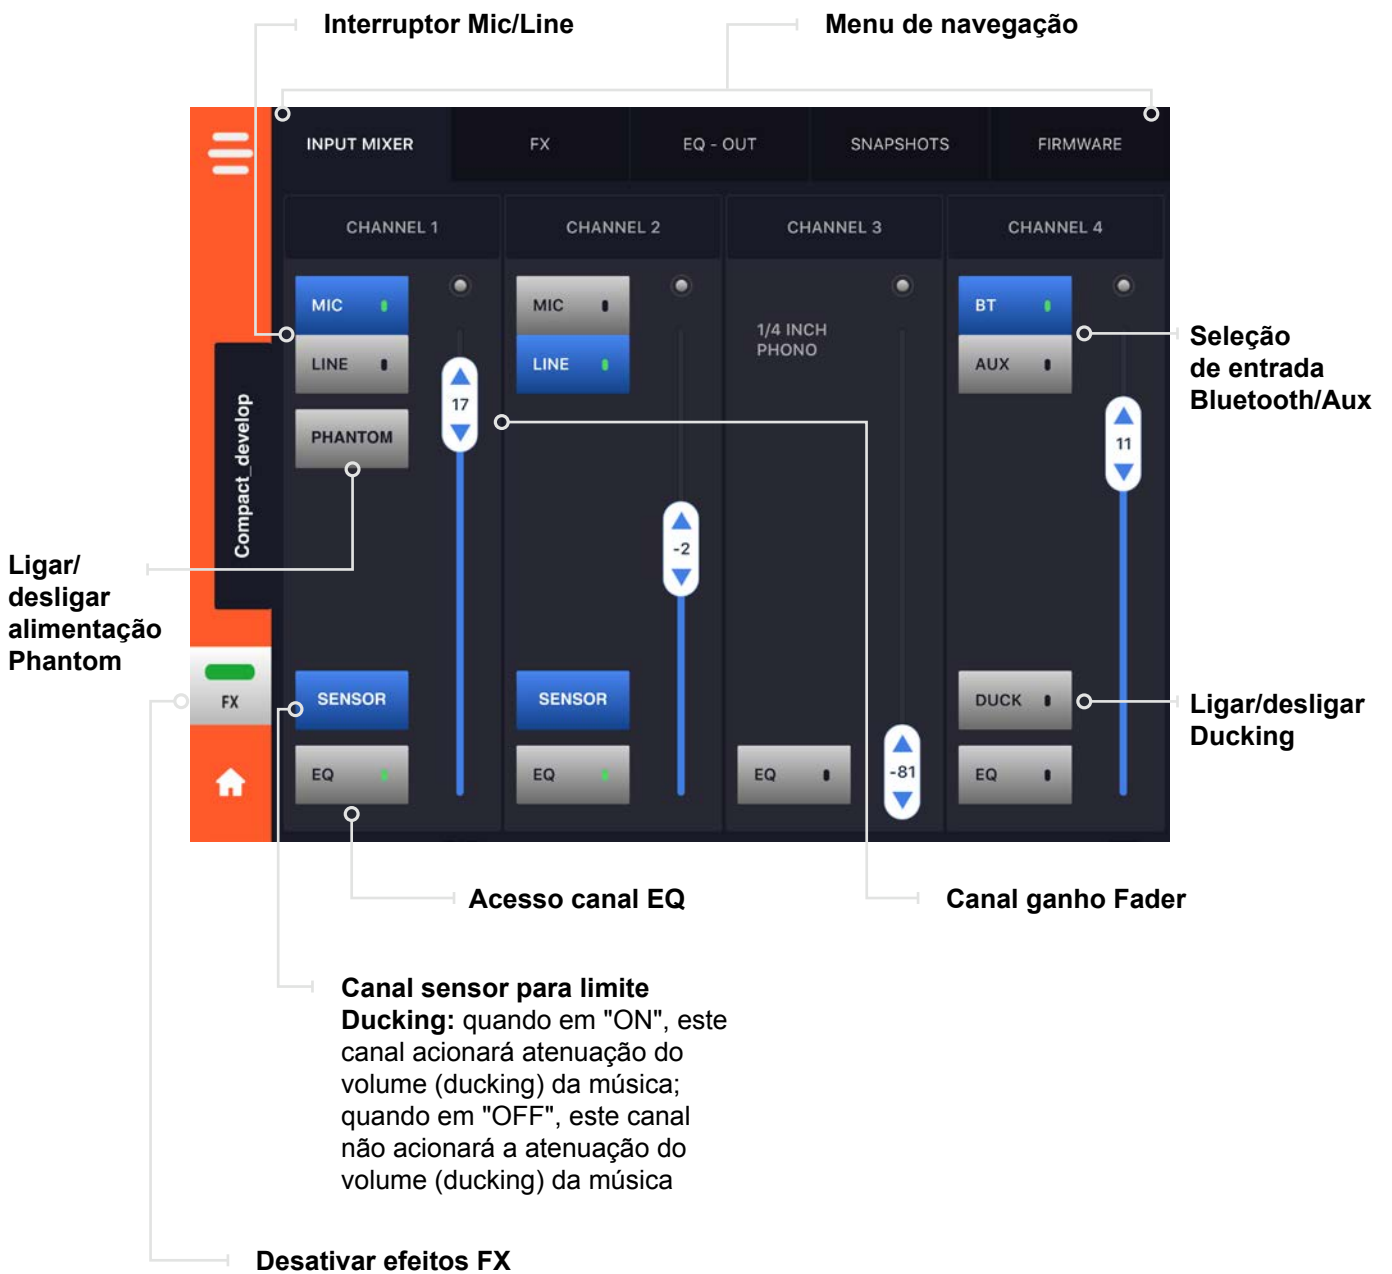 Interruptor Mic/Line
Menu de navegação
INPUT MIXER
FX
EQ - OUT
SNAPSHOTS
FIRMWARE
CHANNEL 1
CHANNEL 2
CHANNEL 3
CHANNEL 4
MIC
LINE
PHANTOM
17
SENSOR
EQ
MIC
LINE
-2
SENSOR
EQ
1/4 INCH
PHONO
-81
EQ
BT
AUX
11
DUCK
EQ
Compact_develop
FX
Seleção
de entrada
Bluetooth/Aux
Ligar/
desligar
alimentação
Phantom
Ligar/desligar
Ducking
Acesso canal EQ
Canal ganho Fader
Canal sensor para limite
Ducking: quando em "ON", este
canal acionará atenuação do
volume (ducking) da música;
quando em "OFF", este canal
não acionará a atenuação do
volume (ducking) da música
Desativar efeitos FX